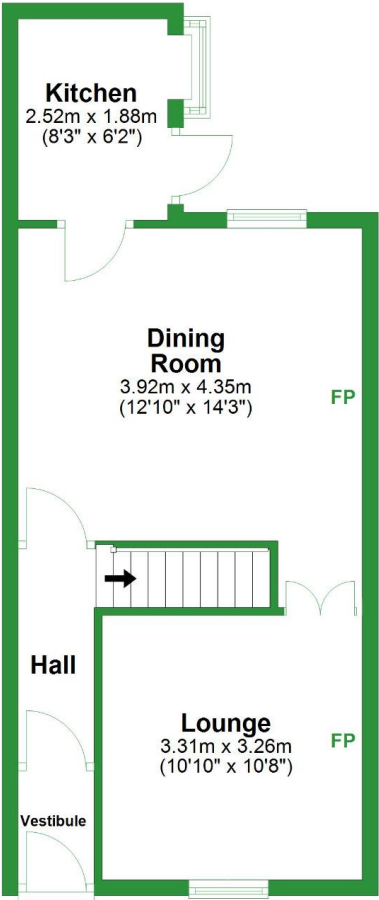 Kitchen
2.52m x 1.88m
(8'3" x 6'2")
Dining
Room
3.92m x 4.35m
(12'10" x 14'3")
FP
Hall
Lounge
3.31m x 3.26m
(10'10" x 10'8")
FP
Vestibule